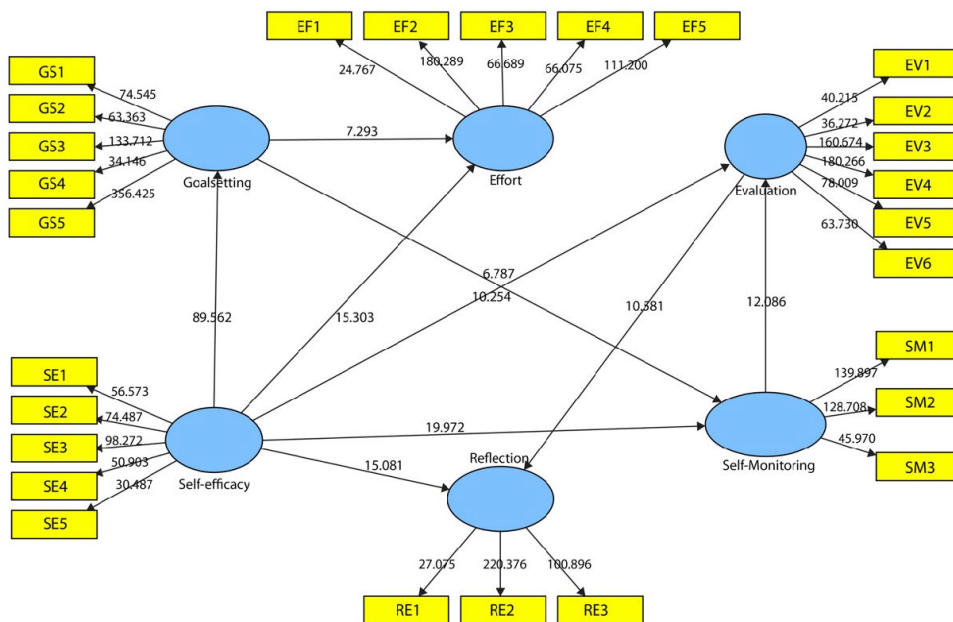 EF1
EF2
EF3
EF4
EF5
24.767
180.289
66.689
66.075
111.200
GS1
GS2
GS3
GS4
GS5
74.545
63.363
133.712
34.146
356.425
Goalsetting
7.293
Effort
EV1
EV2
EV3
EV4
EV5
EV6
40.215
36.272
160.674
180.266
78.009
63.730
Evaluation
6.787
10.254
10.381
89.562
15.303
12.086
SE1
SE2
SE3
SE4
SE5
56.573
74.487
98.272
50.903
30.487
Self-efficacy
19.972
15.081
Reflection
SM1
SM2
SM3
139.897
128.708
45.970
Self-Monitoring
27.075
220.376
100.896
RE1
RE2
RE3